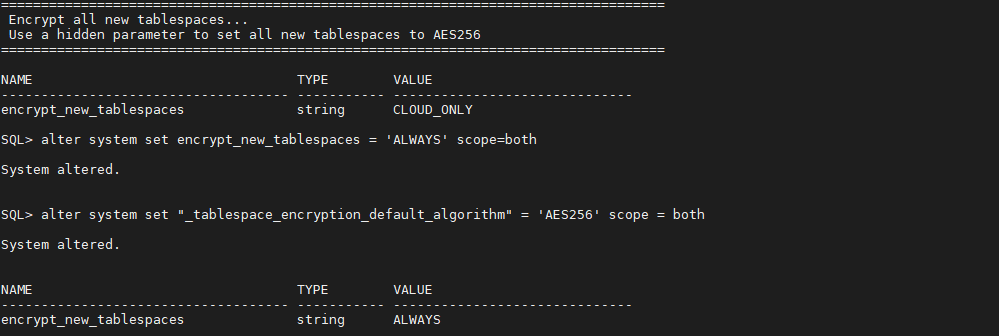 ===================================================================================
Encrypt all new tablespaces...
Use a hidden parameter to set all new tablespaces to AES256
===================================================================================
NAME                                 TYPE        VALUE
------------------------------------ ----------- ------------------------------
encrypt_new_tablespaces              string      CLOUD_ONLY
SQL> alter system set encrypt_new_tablespaces = 'ALWAYS' scope=both
System altered.
SQL> alter system set "_tablespace_encryption_default_algorithm" = 'AES256' scope = both
System altered.
NAME                                 TYPE        VALUE
------------------------------------ ----------- ------------------------------
encrypt_new_tablespaces              string      ALWAYS